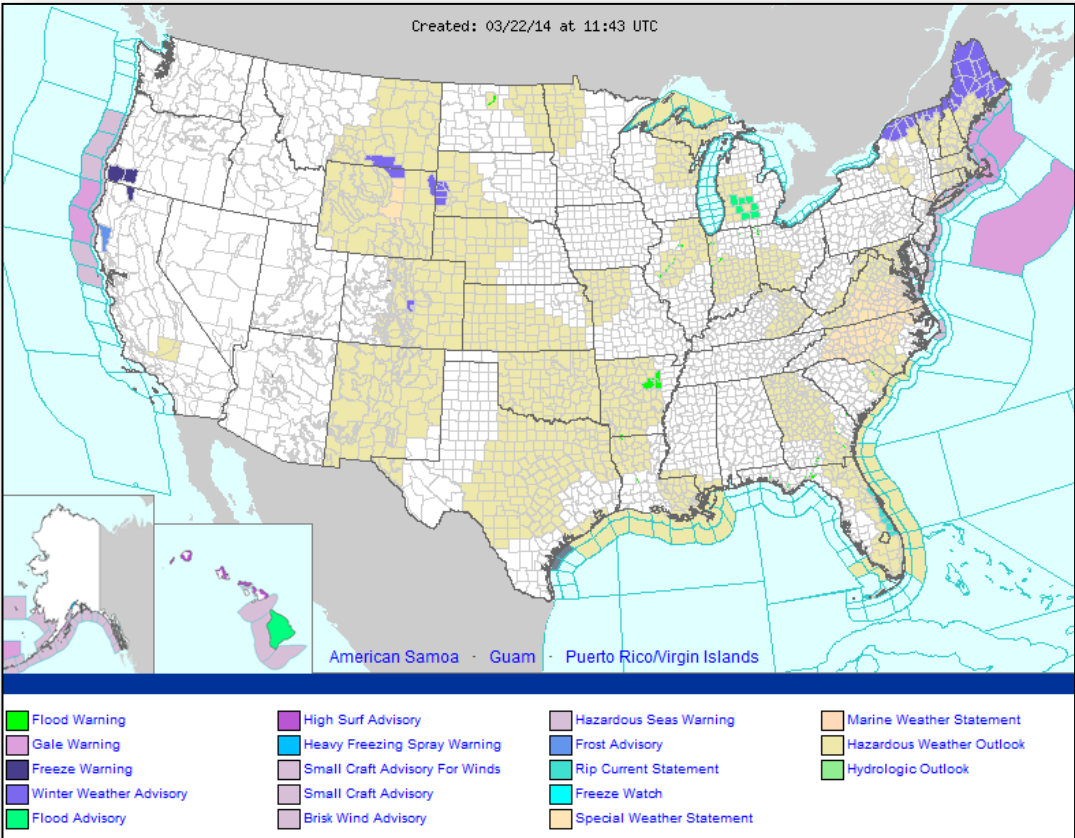 Created: 03/22/14 at 11:43 UTC
American Samoa - Guam - Puerto Rico/Virgin Islands
Flood Warning
Gale Warning
Freeze Warning
Winter Weather Advisory
Flood Advisory
High Surf Advisory
Heavy Freezing Spray Warning
Small Craft Advisory For Winds
Small Craft Advisory
Brisk Wind Advisory
Hazardous Seas Warning
Frost Advisory
Rip Current Statement
Freeze Watch
Special Weather Statement
Marine Weather Statement
Hazardous Weather Outlook
Hydrologic Outlook